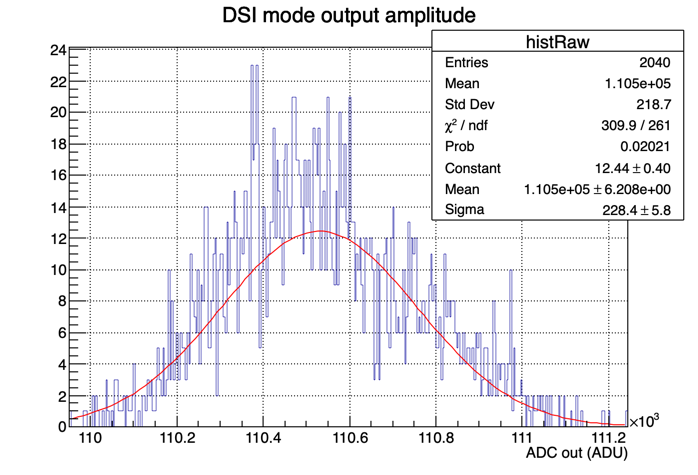 DSI mode output amplitude
histRaw
Entries 2040
Mean 1.105e+05
Std Dev 218.7
χ² / ndf 309.9 / 261
Prob 0.02021
Constant 12.44 ± 0.40
Mean 1.105e+05 ± 6.208e+00
Sigma 228.4 ± 5.8
24
22
20
18
16
14
12
10
8
6
4
2
0
110 110.2 110.4 110.6 110.8 111 111.2
×10³
ADC out (ADU)